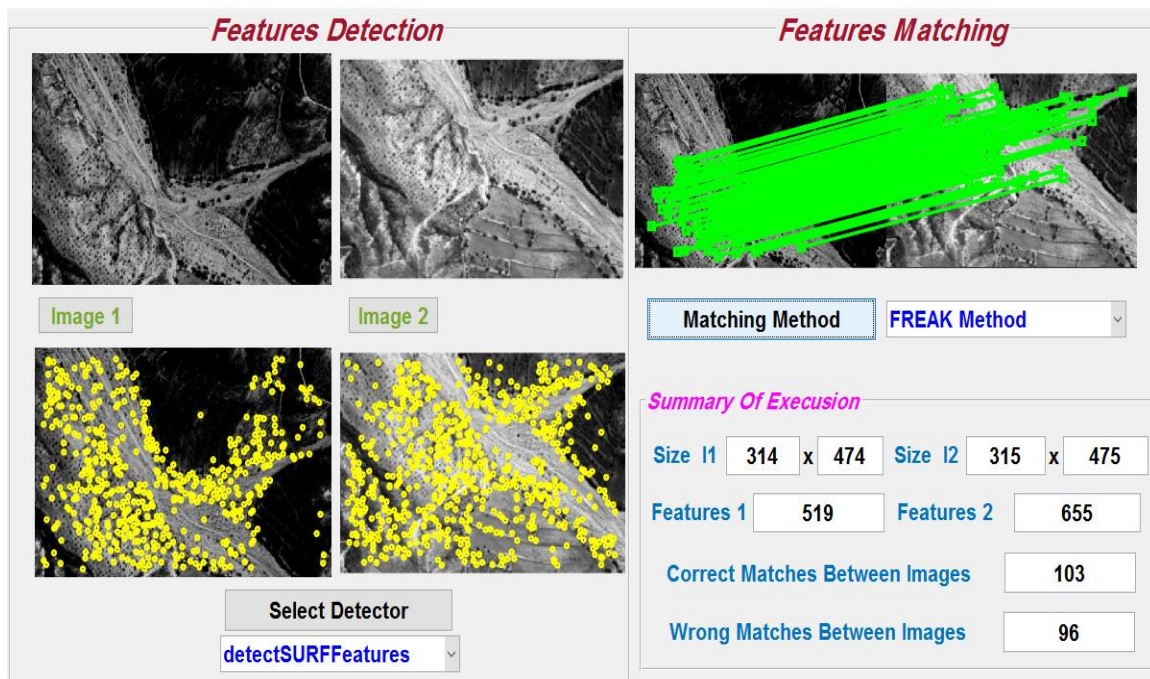 Features Detection
Features Matching
Image 1
Image 2
Matching Method
FREAK Method
Summary Of Execusion
Size I1 314 x 474 Size I2 315 x 475
Features 1 519 Features 2 655
Correct Matches Between Images 103
Wrong Matches Between Images 96
Select Detector
detectSURFFeatures